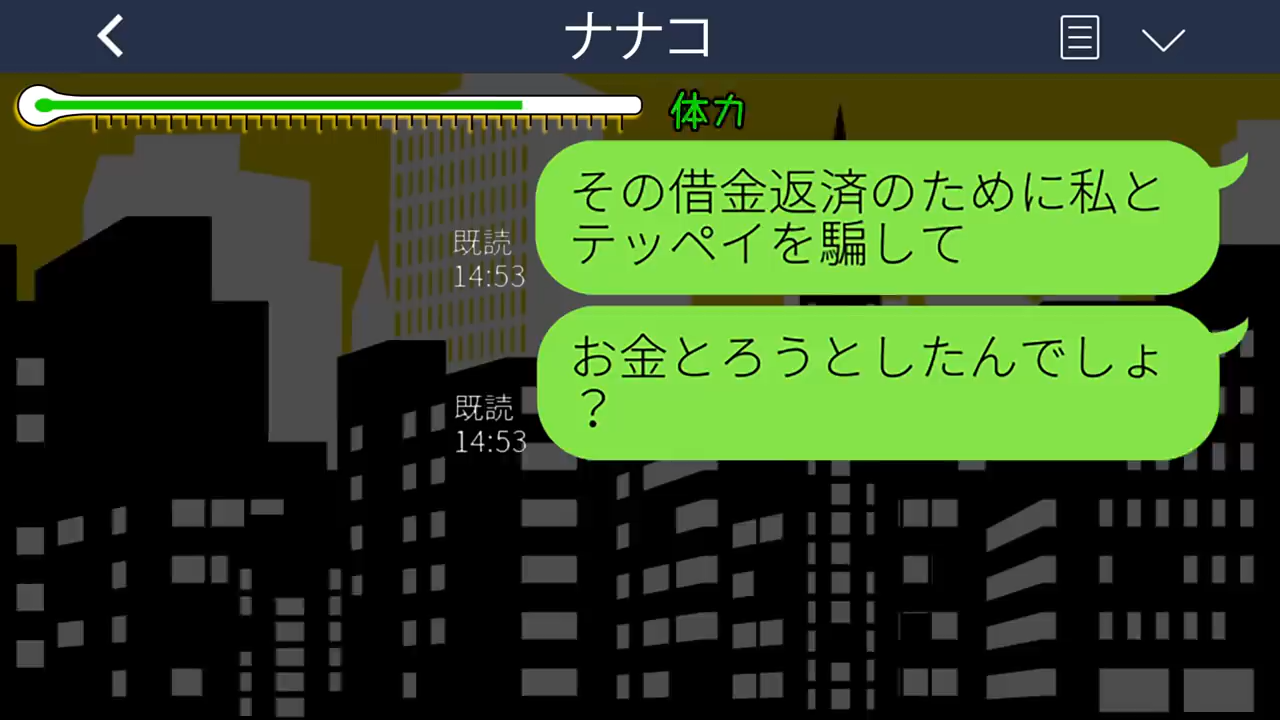 ナナコ
体力
その借金返済のために私と
テッペイを騙して
既読
14:53
お金とろうとしたんでしょ
？
既読
14:53